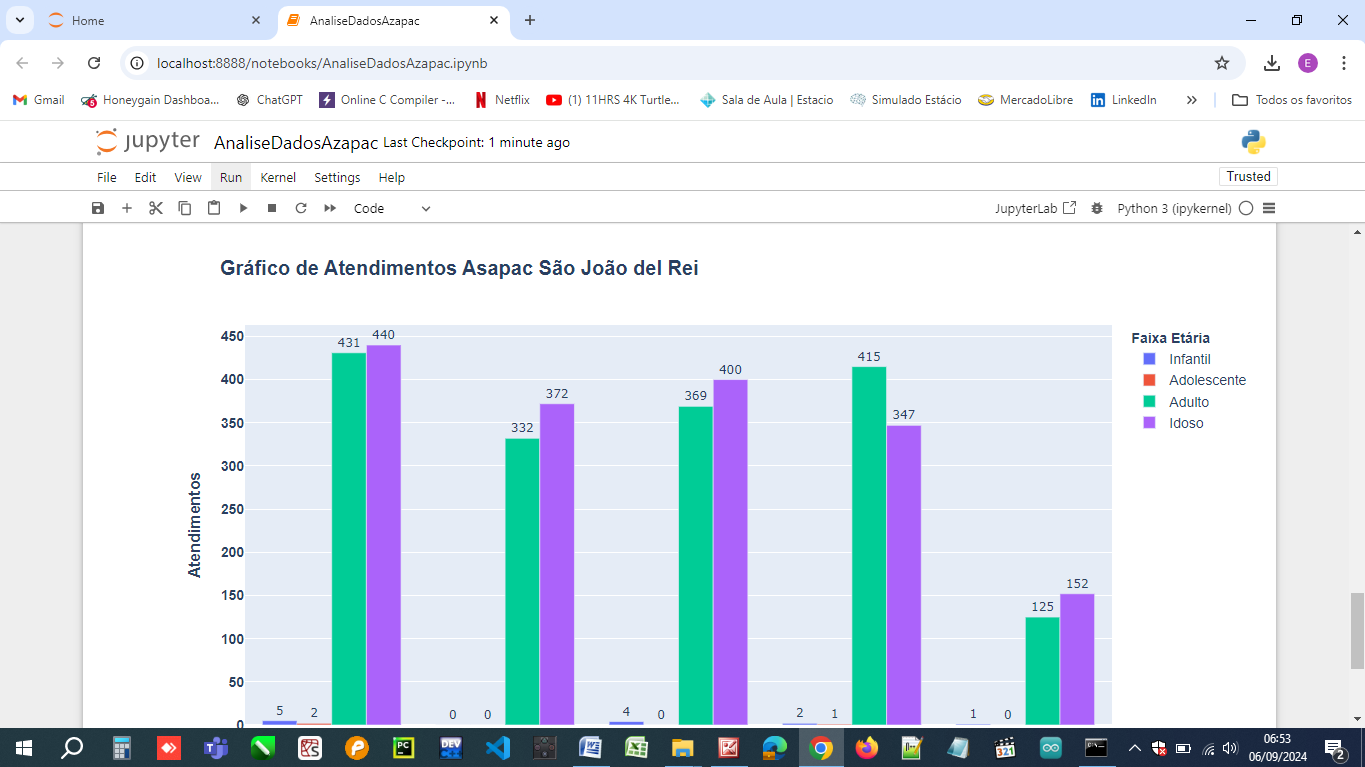 Home
AnaliseDadosAzapac
localhost:8888/notebooks/AnaliseDadosAzapac.ipynb
E
Gmail
Honeygain Dashboa...
ChatGPT
Online C Compiler -...
Netflix
(1) 11HRS 4K Turtle...
Sala de Aula | Estacio
Simulado Estácio
MercadoLibre
LinkedIn
Todos os favoritos
jupyter AnaliseDadosAzapac Last Checkpoint: 1 minute ago
File Edit View Run Kernel Settings Help
Trusted
Code
JupyterLab
Python 3 (ipykernel)
Gráfico de Atendimentos Asapac São João del Rei
Atendimentos
450
400
350
300
250
200
150
100
50
0
5 2 431 440
0 0 332 372
4 0 369 400
2 1 415 347
1 0 125 152
Faixa Etária
Infantil
Adolescente
Adulto
Idoso
PC
DEV
321
06:53
06/09/2024
2